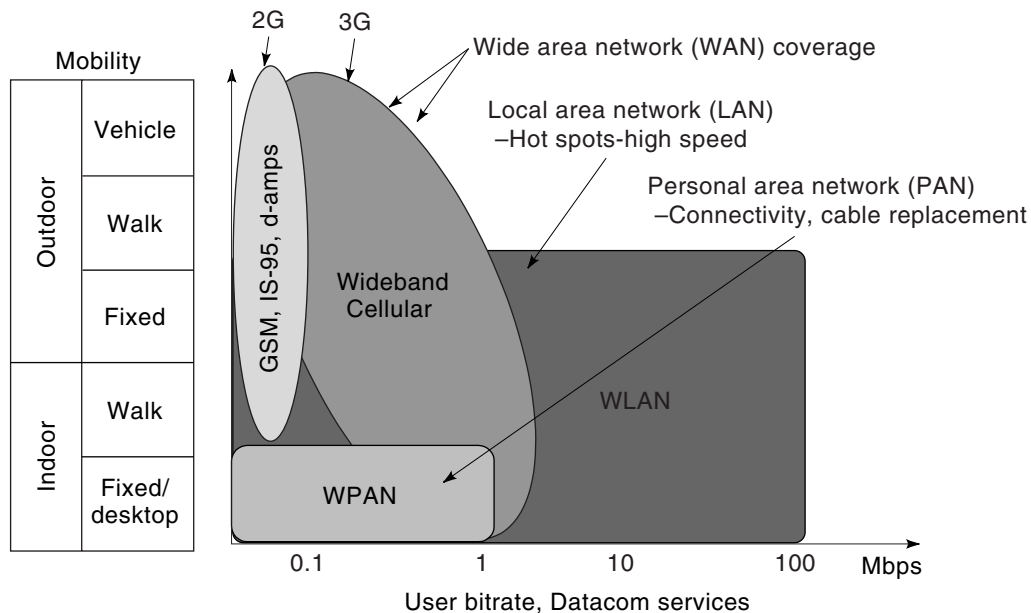 2G
3G
Wide area network (WAN) coverage
Mobility
Local area network (LAN)
–Hot spots-high speed
Personal area network (PAN)
–Connectivity, cable replacement
Outdoor
Vehicle
Walk
Fixed
Indoor
Walk
Fixed/
desktop
GSM, IS-95, d-amps
Wideband
Cellular
WLAN
WPAN
0.1
1
10
100
Mbps
User bitrate, Datacom services